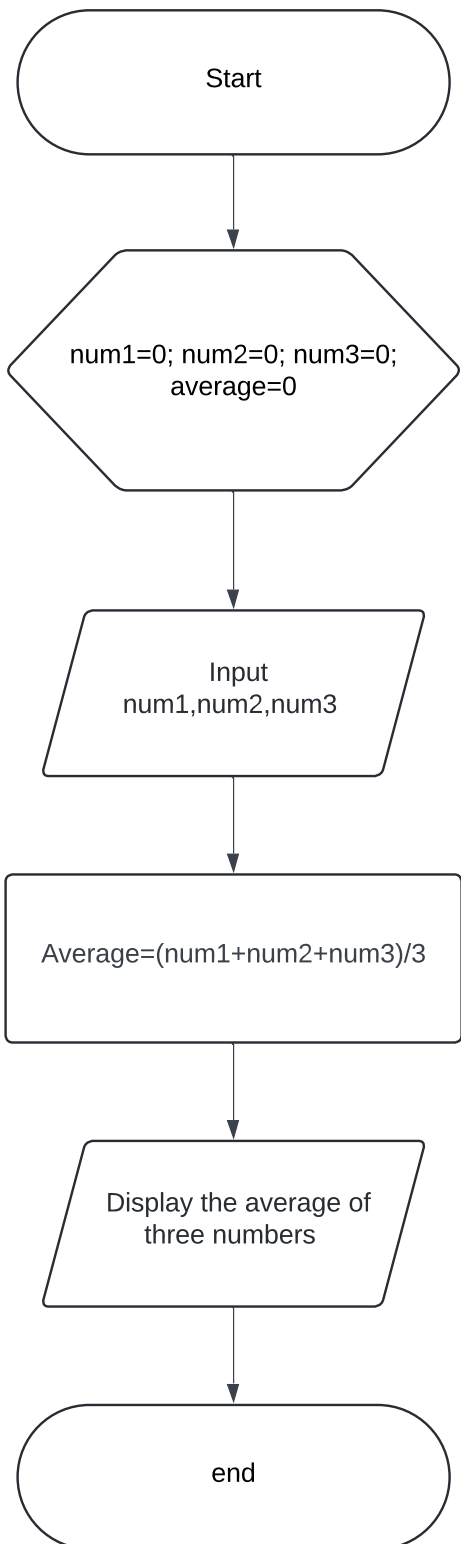 Start
num1=0; num2=0; num3=0;
average=0
Input
num1,num2,num3
Average=(num1+num2+num3)/3
Display the average of
three numbers
end